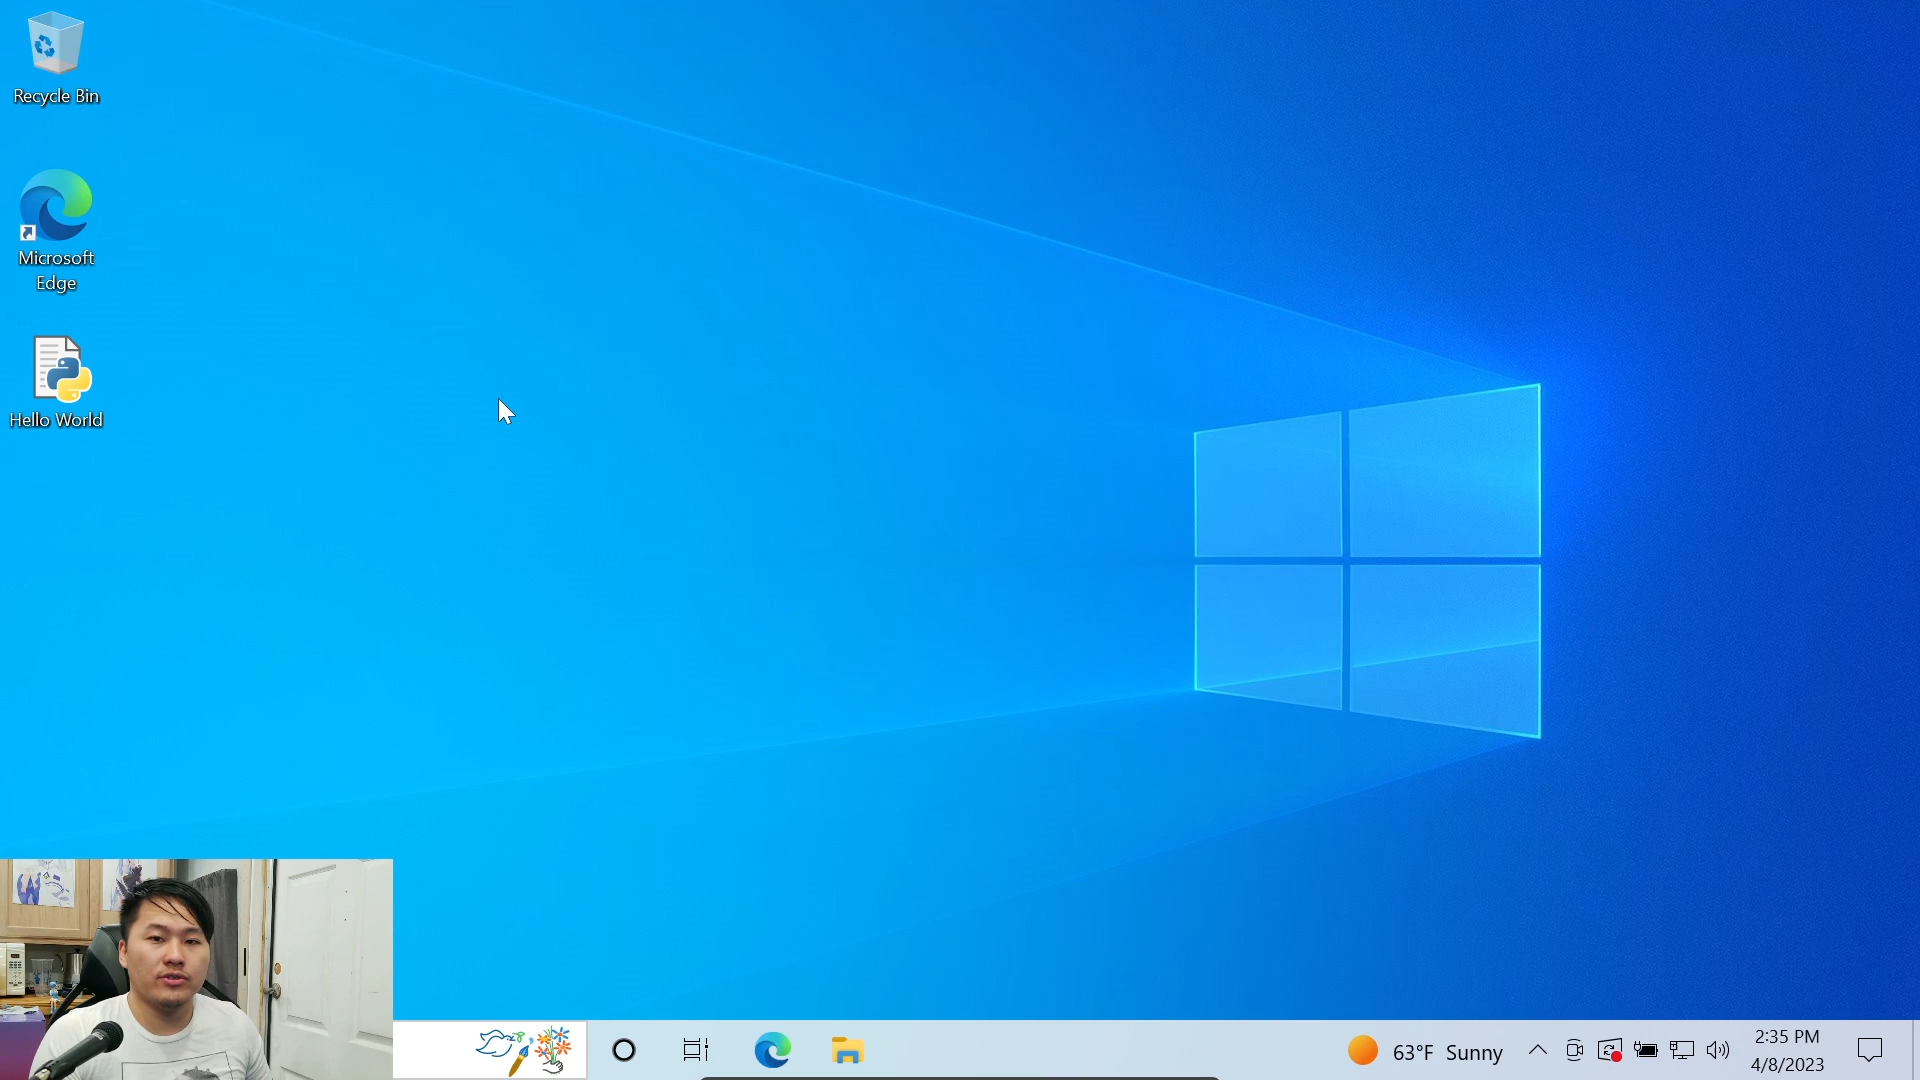 Recycle Bin
Microsoft
Edge
Hello World
63°F Sunny
2:35 PM
4/8/2023